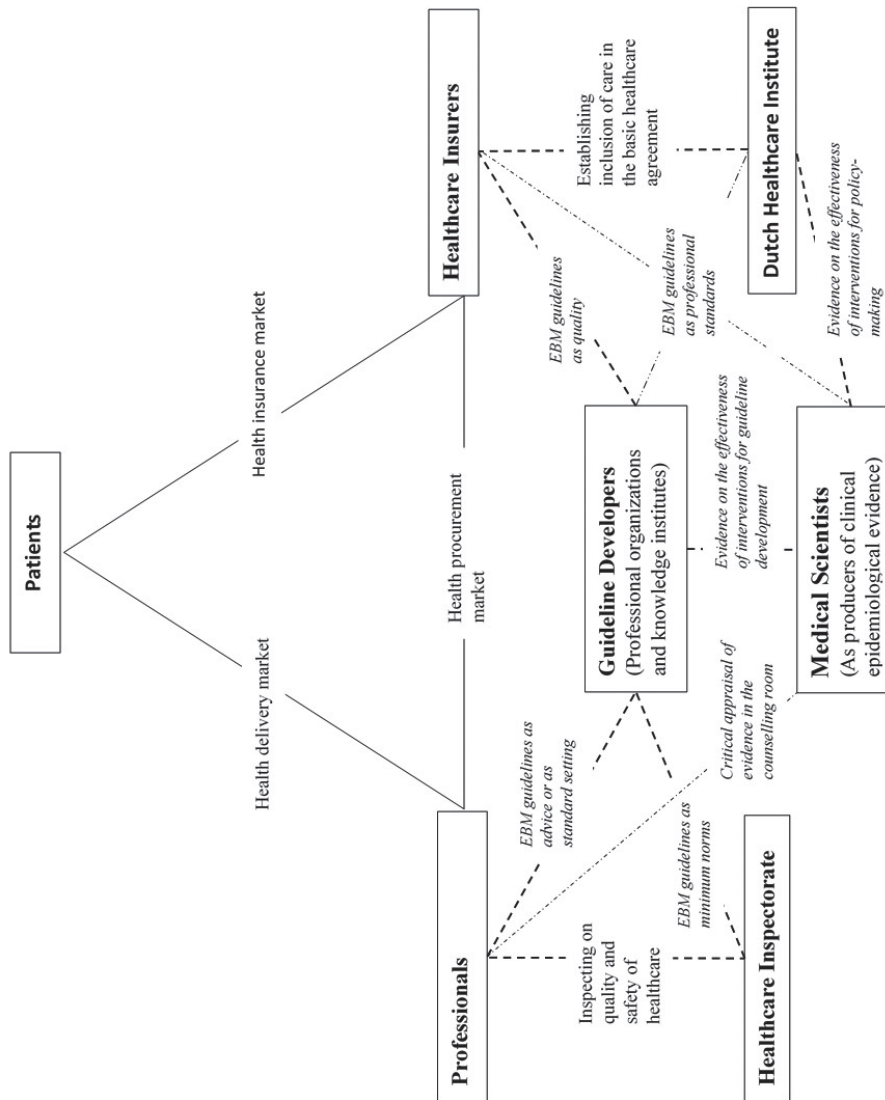 Patients
Health delivery market
Health insurance market
Professionals
Health procurement
market
Healthcare Insurers
EBM guidelines as
advice or as
standard setting
EBM guidelines
as quality
Inspecting on
quality and
safety of
healthcare
Guideline Developers
(Professional organizations
and knowledge institutes)
Establishing
inclusion of care in
the basic healthcare
agreement
EBM guidelines
as professional
standards
EBM guidelines as
minimum norms
Critical appraisal of
evidence in the
counselling room
Evidence on the effectiveness
of interventions for guideline
development
Healthcare Inspectorate
Medical Scientists
(As producers of clinical
epidemiological evidence)
Dutch Healthcare Institute
Evidence on the effectiveness
of interventions for policy-
making